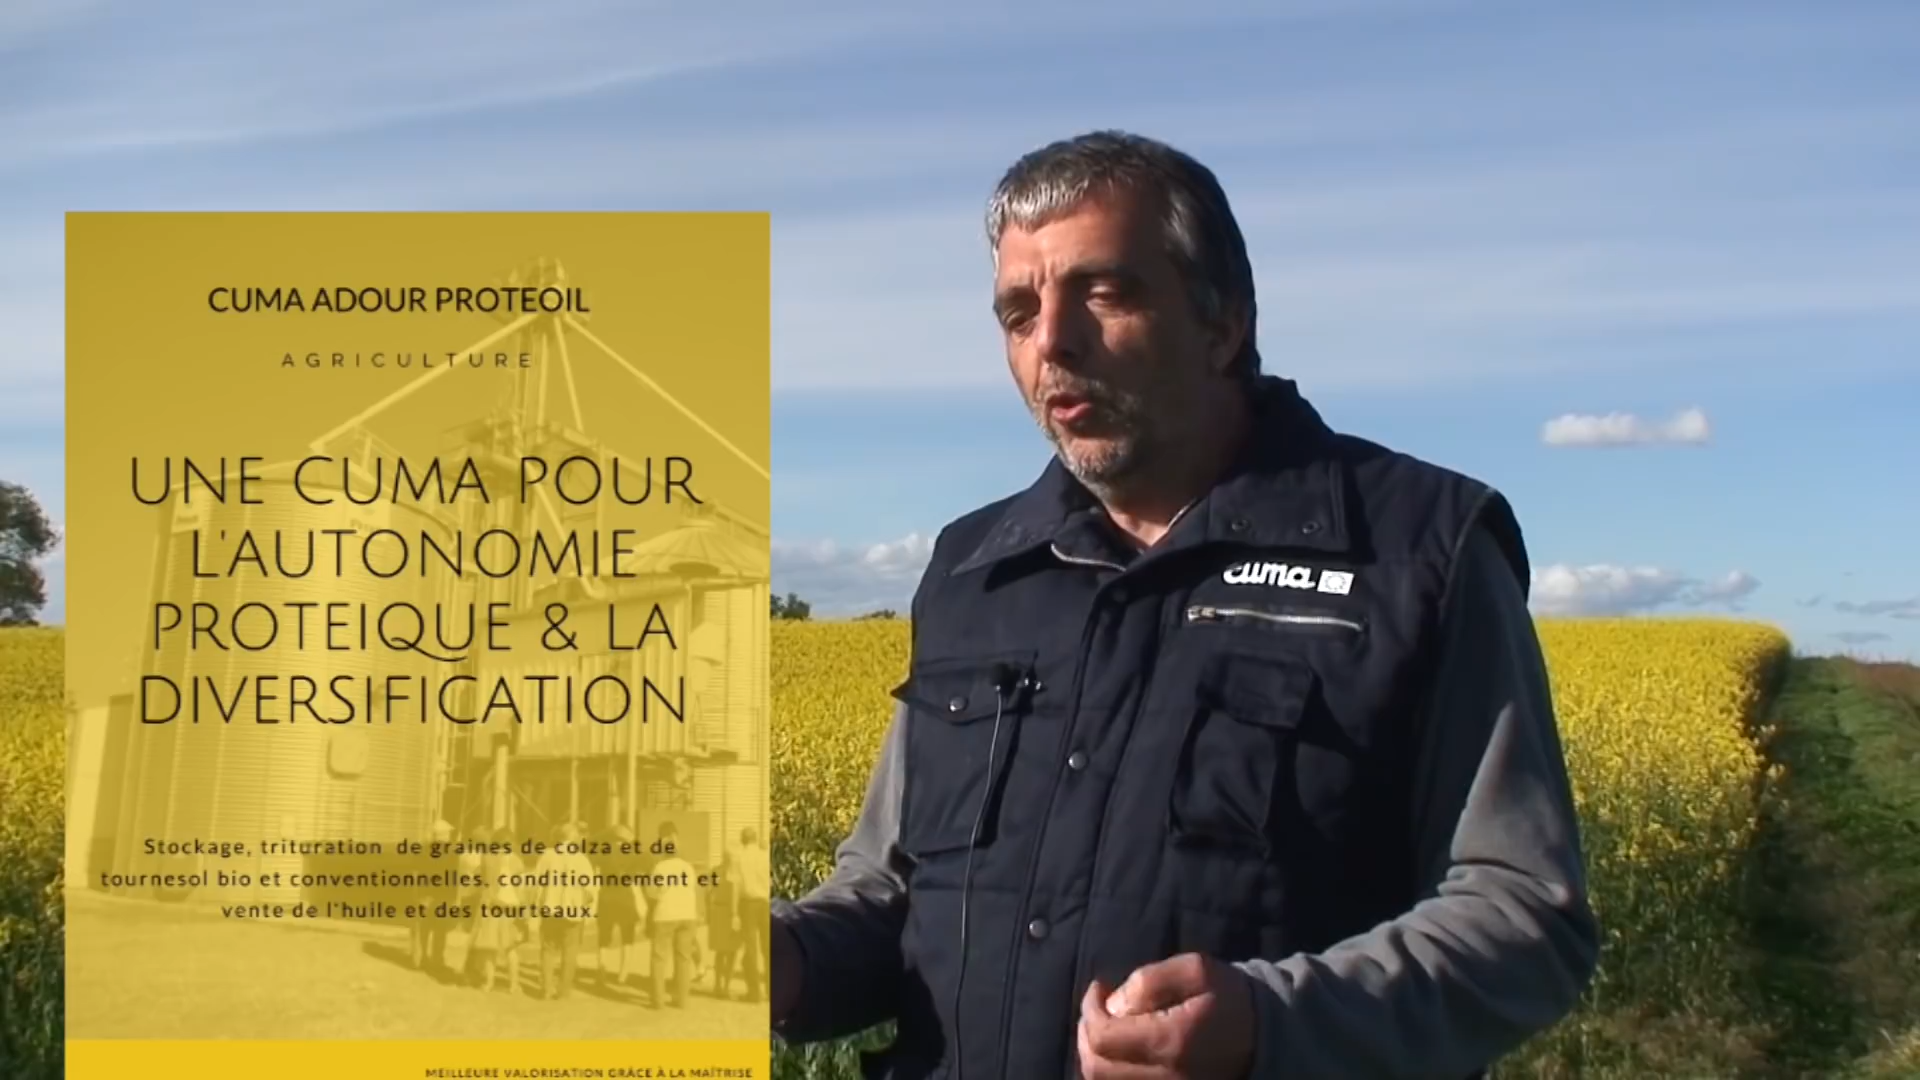 CUMA ADOUR PROTEOIL
AGRICULTURE
UNE CUMA POUR
L'AUTONOMIE
PROTEIQUE & LA
DIVERSIFICATION
Stockage, trituration de graines de colza et de
tournesol bio et conventionnelles, conditionnement et
vente de l'huile et des tourteaux.
MEILLEURE VALORISATION GRÂCE À LA MAÎTRISE
cuma